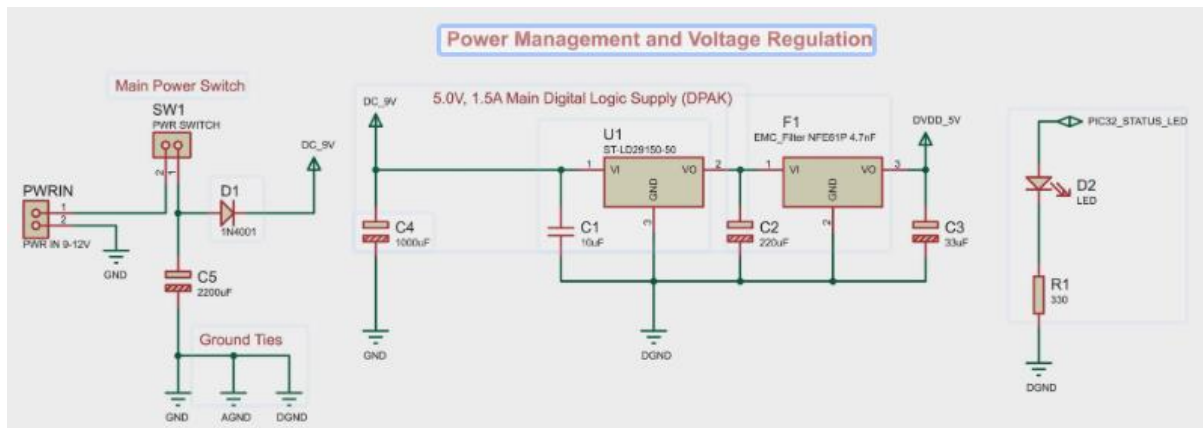 Power Management and Voltage Regulation
Main Power Switch
SW1
PWR SWITCH
2
1
DC_9V
PWRIN
1
2
PWR IN 9-12V
GND
D1
1N4001
C5
2200uF
Ground Ties
GND
AGND
DGND
DC_9V
5.0V, 1.5A Main Digital Logic Supply (DPAK)
U1
ST-LD29150-50
1
VI
VO
2
GND
3
C4
1000uF
GND
C1
10uF
DGND
C2
220uF
F1
EMC_Filter NFE61P 4.7nF
1
VI
VO
3
GND
2
DVDD_5V
C3
33uF
PIC32_STATUS_LED
D2
LED
R1
330
DGND